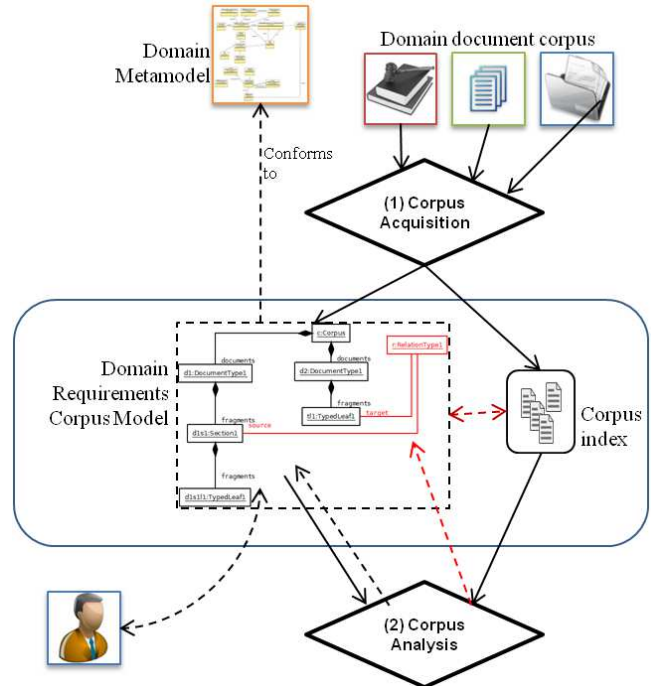 Domain
Metamodel
Domain document corpus
Conforms
to
(1) Corpus
Acquisition
Domain
Requirements
Corpus Model
c:Corpus
r:RelationType1
documents
documents
d1:DocumentType1
d2:DocumentType1
fragments
fragments
tl1:TypedLeaf1
target
d1s1:Section1
source
fragments
d1s1l1:TypedLeaf1
Corpus
index
(2) Corpus
Analysis